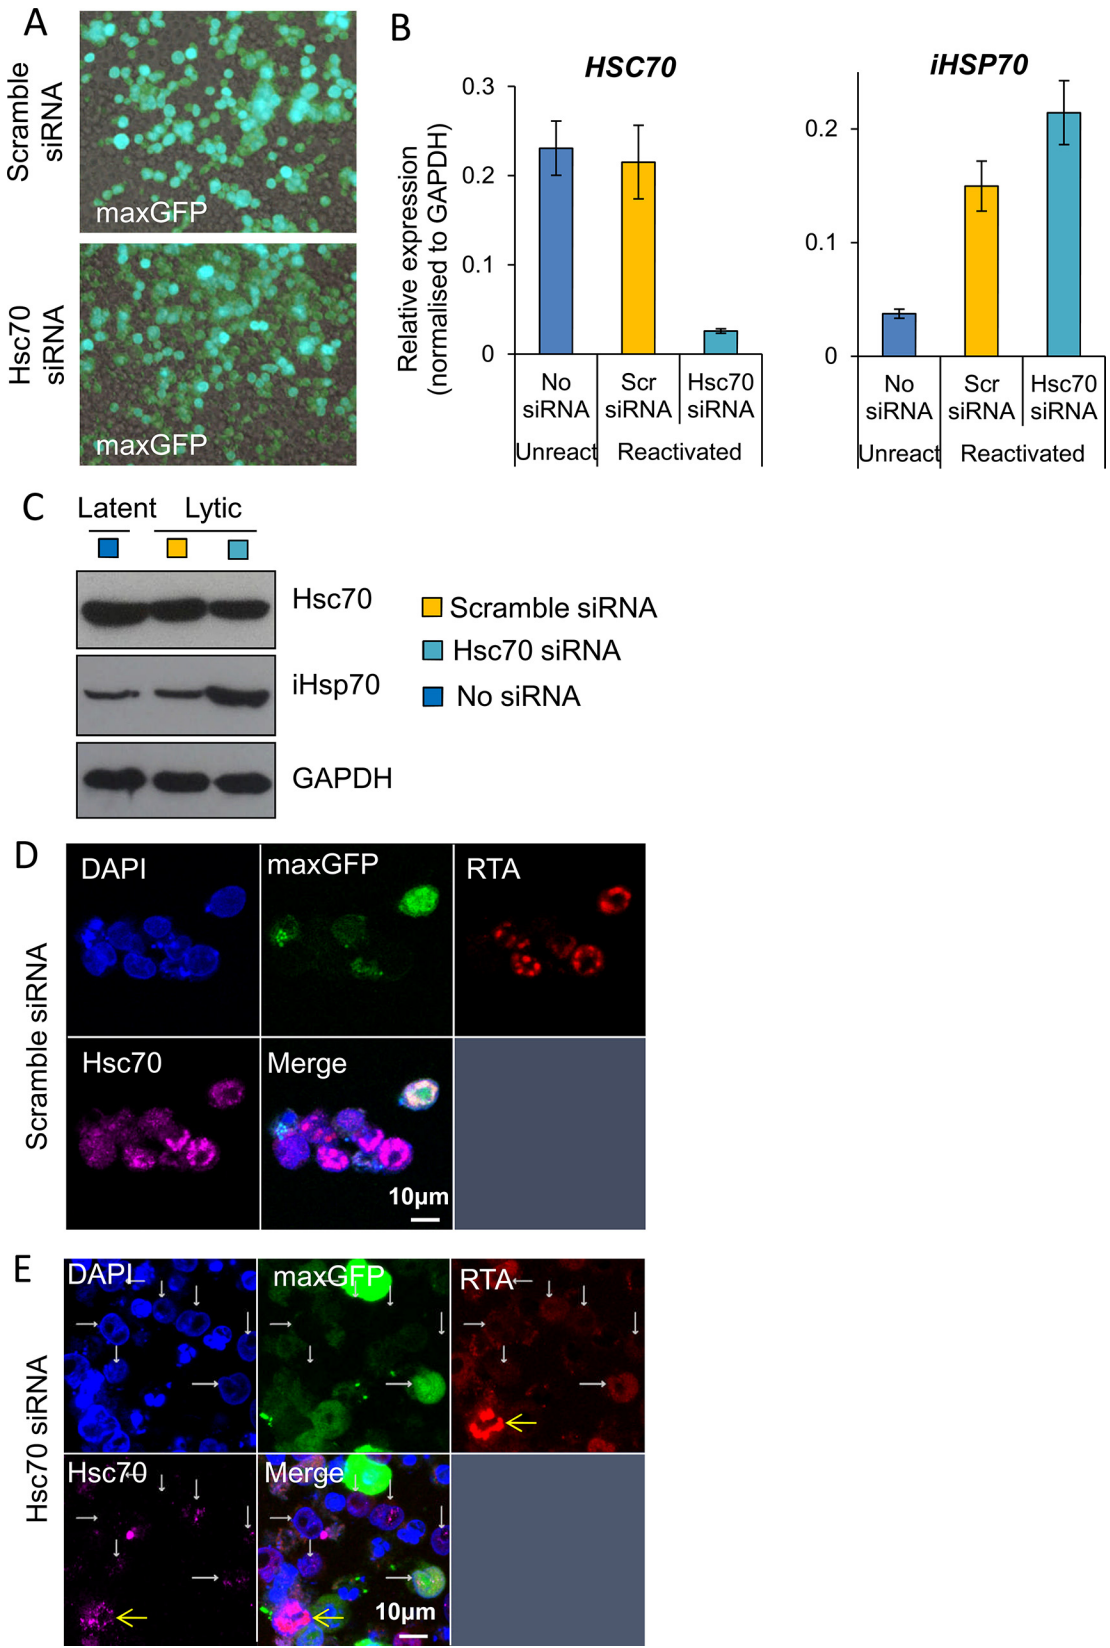 A
Scramble
siRNA
maxGFP
Hsc70
siRNA
maxGFP
B
HSC70
iHSP70
Relative expression
(normalised to GAPDH)
0.3
0.2
0.1
0
No
siRNA
Scr
siRNA
Hsc70
siRNA
Unreact
Reactivated
0.2
0.1
0
No
siRNA
Scr
siRNA
Hsc70
siRNA
Unreact
Reactivated
C
Latent
Lytic
Hsc70
iHsp70
GAPDH
Scramble siRNA
Hsc70 siRNA
No siRNA
D
Scramble siRNA
DAPI
maxGFP
RTA
Hsc70
Merge
10µm
E
Hsc70 siRNA
DAPI
maxGFP
RTA
Hsc70
Merge
10µm